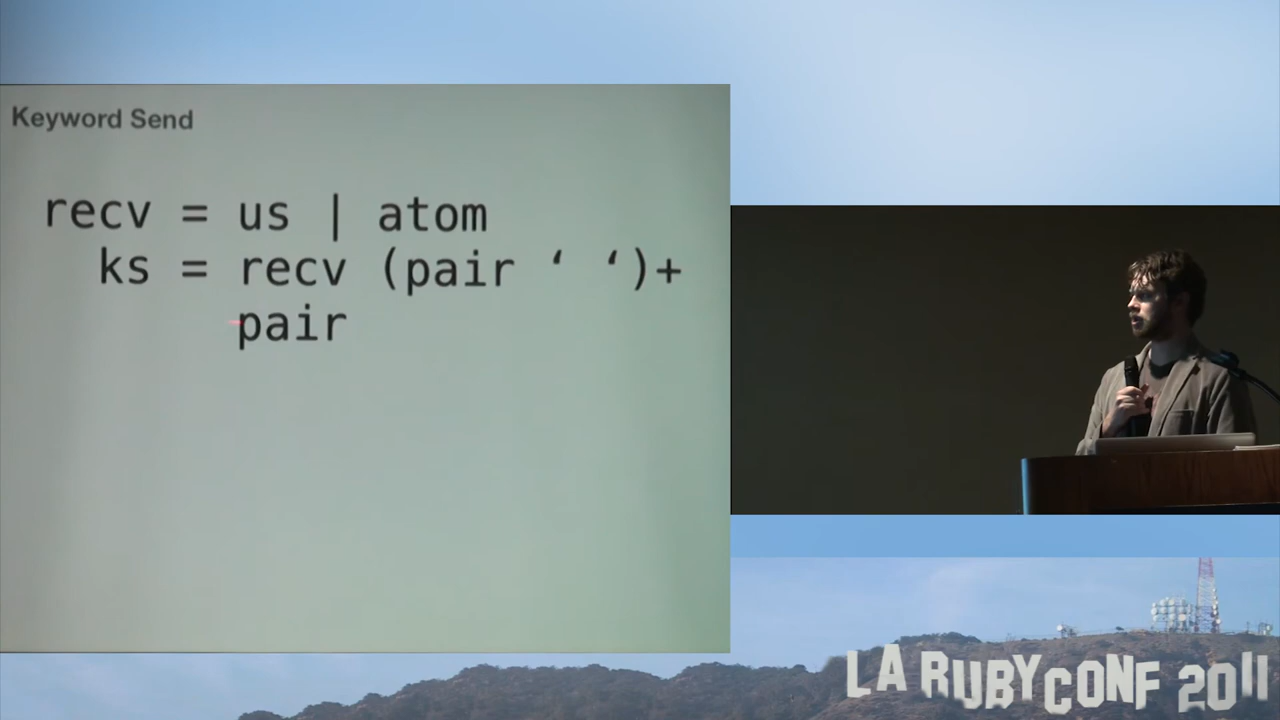 Keyword Send
recv = us | atom
ks = recv (pair ‘ ‘)+
pair
LA RUBYCONF 2011